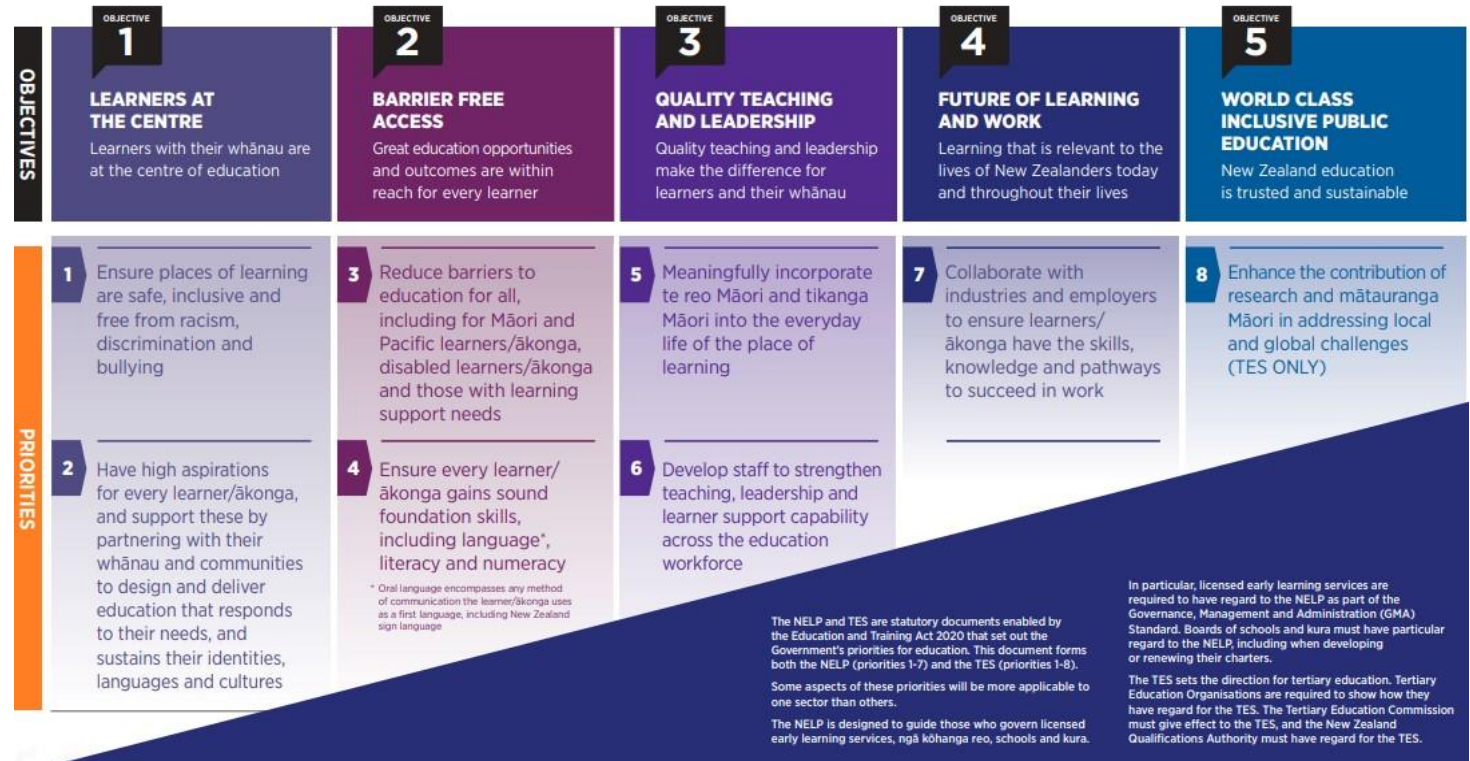 OBJECTIVES
OBJECTIVE
1
LEARNERS AT
THE CENTRE
Learners with their whānau are
at the centre of education
OBJECTIVE
2
BARRIER FREE
ACCESS
Great education opportunities
and outcomes are within
reach for every learner
OBJECTIVE
3
QUALITY TEACHING
AND LEADERSHIP
Quality teaching and leadership
make the difference for
learners and their whānau
OBJECTIVE
4
FUTURE OF LEARNING
AND WORK
Learning that is relevant to the
lives of New Zealanders today
and throughout their lives
OBJECTIVE
5
WORLD CLASS
INCLUSIVE PUBLIC
EDUCATION
New Zealand education
is trusted and sustainable
PRIORITIES
1
Ensure places of learning
are safe, inclusive and
free from racism,
discrimination and
bullying
2
Have high aspirations
for every learner/ākonga,
and support these by
partnering with their
whānau and communities
to design and deliver
education that responds
to their needs, and
sustains their identities,
languages and cultures
3
Reduce barriers to
education for all,
including for Māori and
Pacific learners/ākonga,
disabled learners/ākonga
and those with learning
support needs
4
Ensure every learner/
ākonga gains sound
foundation skills,
including language*,
literacy and numeracy
* Oral language encompasses any method
of communication the learner/ākonga uses
as a first language, including New Zealand
sign language
5
Meaningfully incorporate
te reo Māori and tikanga
Māori into the everyday
life of the place of
learning
6
Develop staff to strengthen
teaching, leadership and
learner support capability
across the education
workforce
7
Collaborate with
industries and employers
to ensure learners/
ākonga have the skills,
knowledge and pathways
to succeed in work
8
Enhance the contribution of
research and mātauranga
Māori in addressing local
and global challenges
(TES ONLY)
The NELP and TES are statutory documents enabled by
the Education and Training Act 2020 that set out the
Government's priorities for education. This document forms
both the NELP (priorities 1-7) and the TES (priorities 1-8).
Some aspects of these priorities will be more applicable to
one sector than others.
The NELP is designed to guide those who govern licensed
early learning services, ngā kōhanga reo, schools and kura.
In particular, licensed early learning services are
required to have regard to the NELP as part of the
Governance, Management and Administration (GMA)
Standard. Boards of schools and kura must have particular
regard to the NELP, including when developing
or renewing their charters.
The TES sets the direction for tertiary education. Tertiary
Education Organisations are required to show how they
have regard for the TES. The Tertiary Education Commission
must give effect to the TES, and the New Zealand
Qualifications Authority must have regard for the TES.